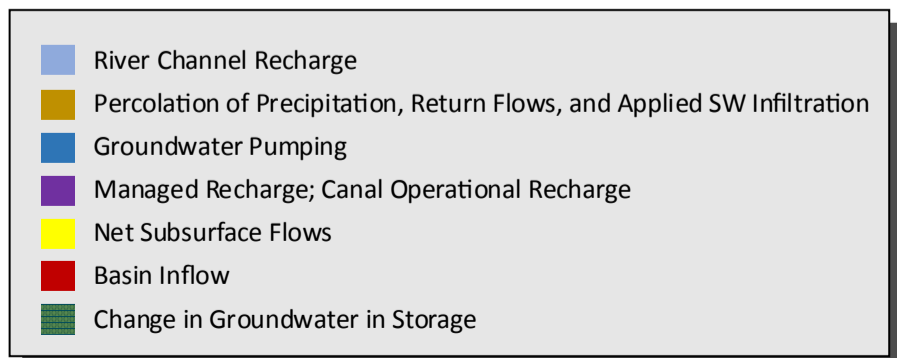 River Channel Recharge
Percolation of Precipitation, Return Flows, and Applied SW Infiltration
Groundwater Pumping
Managed Recharge; Canal Operational Recharge
Net Subsurface Flows
Basin Inflow
Change in Groundwater in Storage